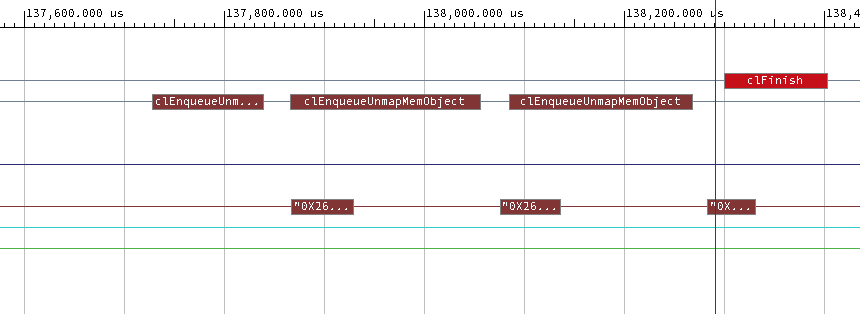 137,600.000 us 137,800.000 us 138,000.000 us 138,200.000 us 138,4
clFinish
clEnqueueUnm... clEnqueueUnmapMemObject clEnqueueUnmapMemObject
"0X26... "0X26... "0X...